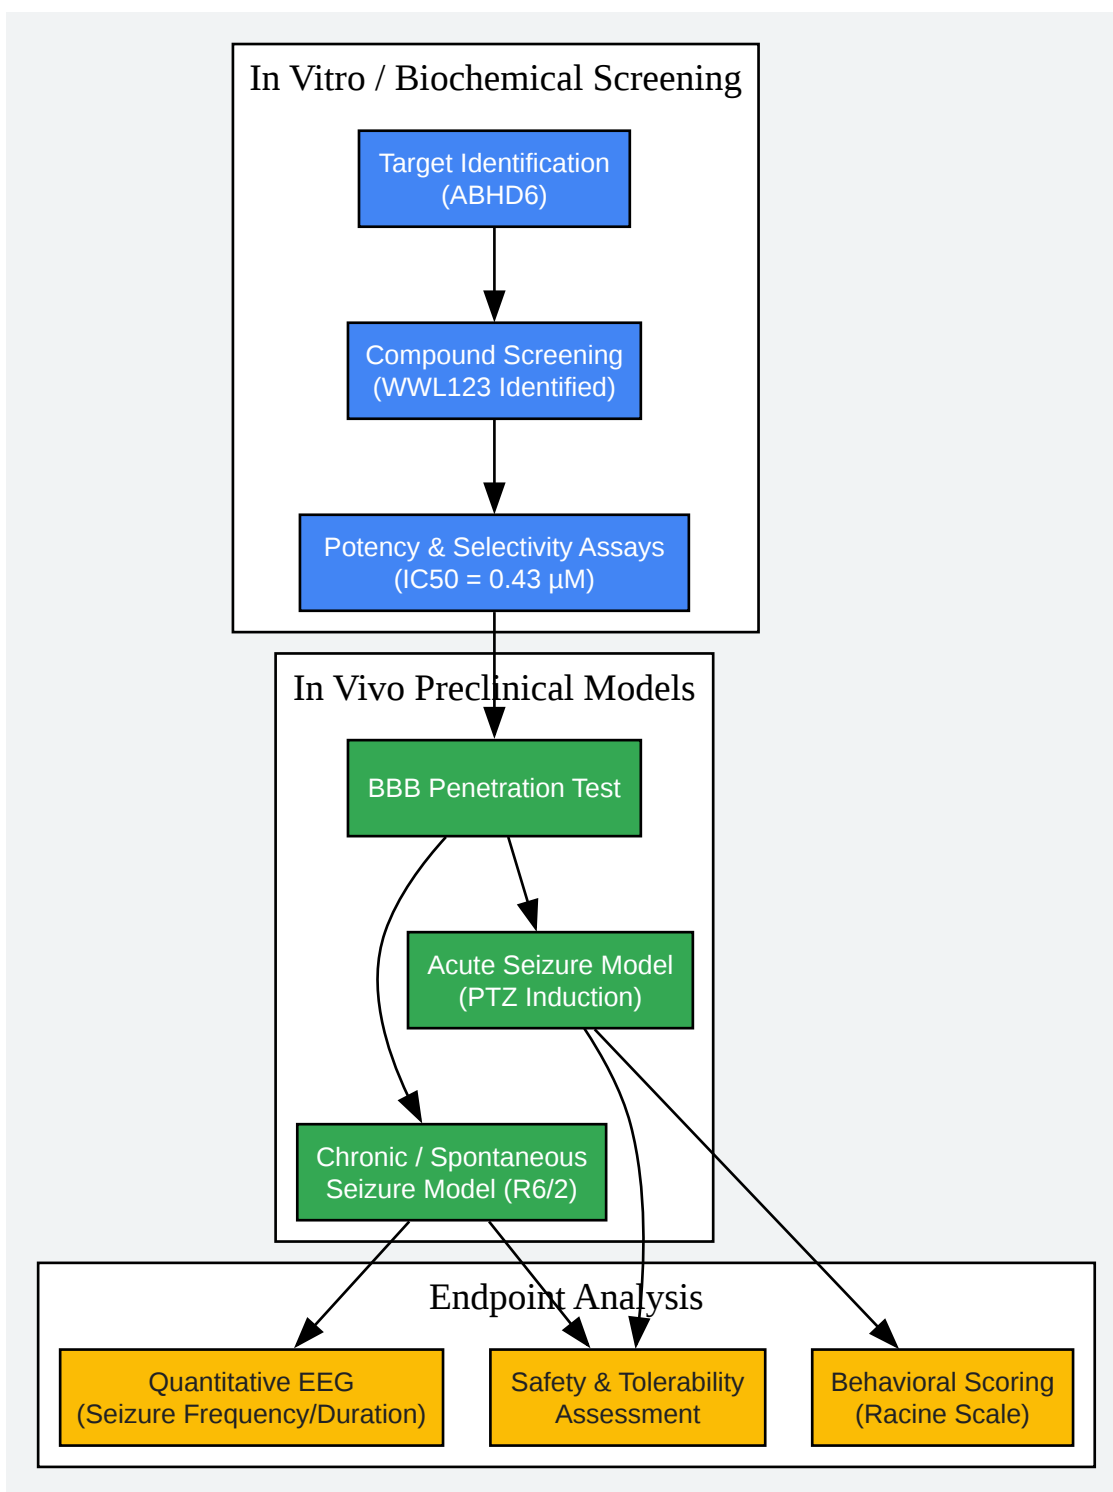 In Vitro / Biochemical Screening
Target Identification
(ABHD6)
Compound Screening
(WWL123 Identified)
Potency & Selectivity Assays
(IC50 = 0.43 µM)
In Vivo Preclinical Models
BBB Penetration Test
Acute Seizure Model
(PTZ Induction)
Chronic / Spontaneous
Seizure Model (R6/2)
Endpoint Analysis
Quantitative EEG
(Seizure Frequency/Duration)
Safety & Tolerability
Assessment
Behavioral Scoring
(Racine Scale)